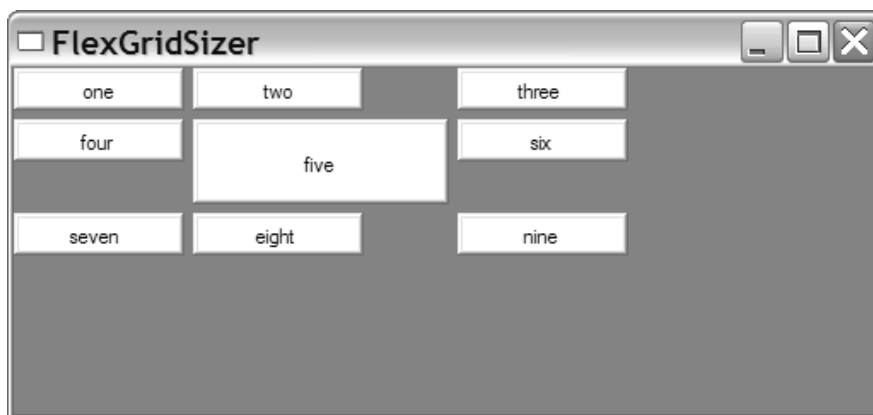 FlexGridSizer
one two three
four five six
seven eight nine